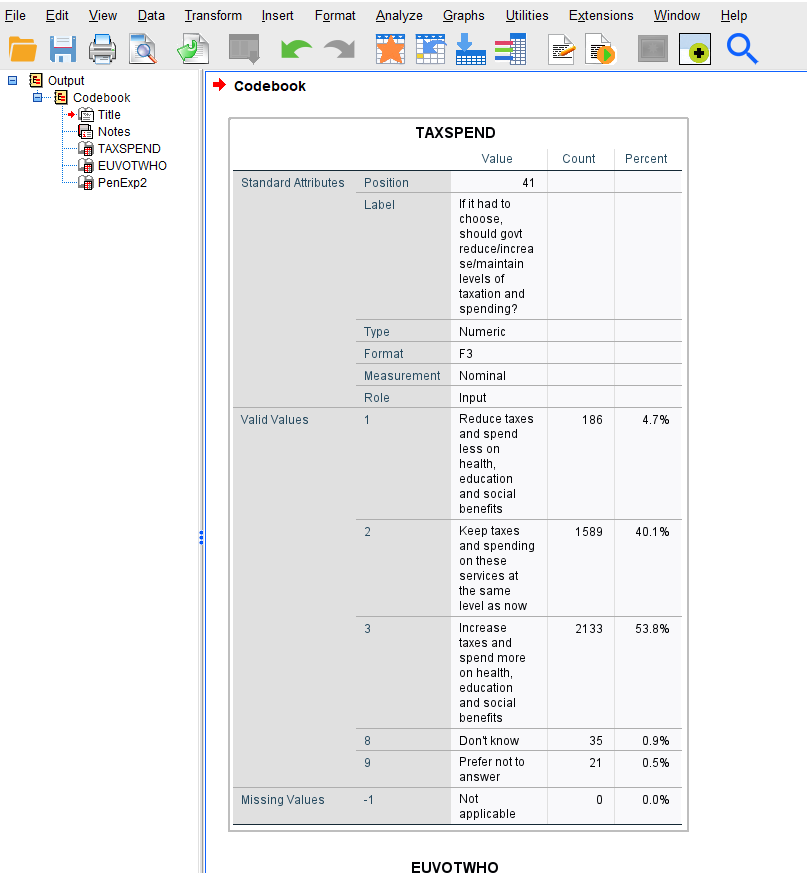 File Edit View Data Transform Insert Format Analyze Graphs Utilities Extensions Window Help
Output
Codebook
Title
Notes
TAXSPEND
EUVOTWHO
PenExp2
Codebook
TAXSPEND
Value Count Percent
Standard Attributes Position 41
Label If it had to
choose,
should govt
reduce/increa
se/maintain
levels of
taxation and
spending?
Type Numeric
Format F3
Measurement Nominal
Role Input
Valid Values 1 Reduce taxes 186 4.7%
and spend
less on
health,
education
and social
benefits
2 Keep taxes 1589 40.1%
and spending
on these
services at
the same
level as now
3 Increase 2133 53.8%
taxes and
spend more
on health,
education
and social
benefits
8 Don't know 35 0.9%
9 Prefer not to 21 0.5%
answer
Missing Values -1 Not 0 0.0%
applicable
EUVOTWHO